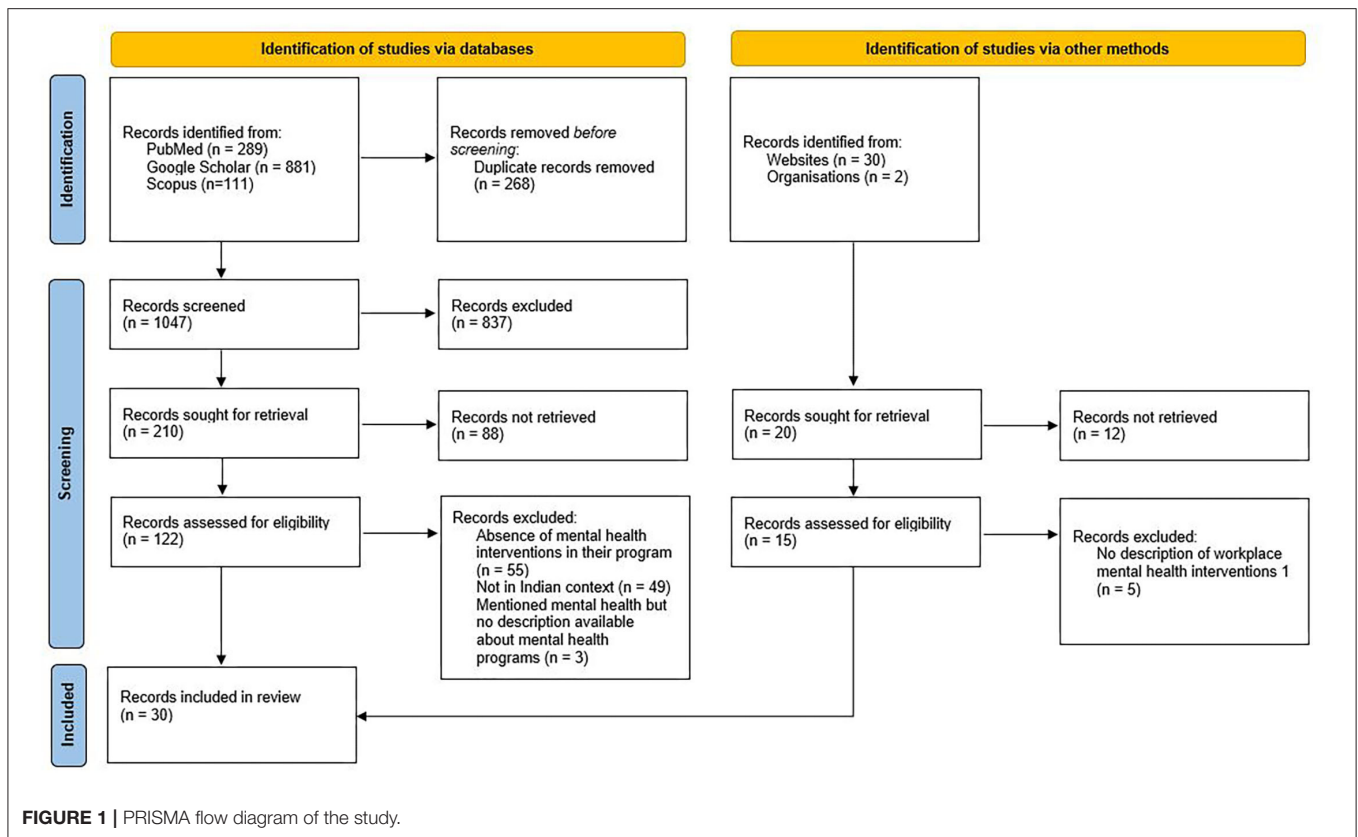 Identification of studies via databases
Identification of studies via other methods
Identification
Records identified from:
PubMed (n = 289)
Google Scholar (n = 881)
Scopus (n=111)
Records removed before
screening:
Duplicate records removed
(n = 268)
Records identified from:
Websites (n = 30)
Organisations (n = 2)
Screening
Records screened
(n = 1047)
Records excluded
(n = 837)
Records sought for retrieval
(n = 210)
Records not retrieved
(n = 88)
Records sought for retrieval
(n = 20)
Records not retrieved
(n = 12)
Records assessed for eligibility
(n = 122)
Records excluded:
Absence of mental health
interventions in their program
(n = 55)
Not in Indian context (n = 49)
Mentioned mental health but
no description available
about mental health
programs (n = 3)
Records assessed for eligibility
(n = 15)
Records excluded:
No description of workplace
mental health interventions 1
(n = 5)
Included
Records included in review
(n = 30)
FIGURE 1 | PRISMA flow diagram of the study.